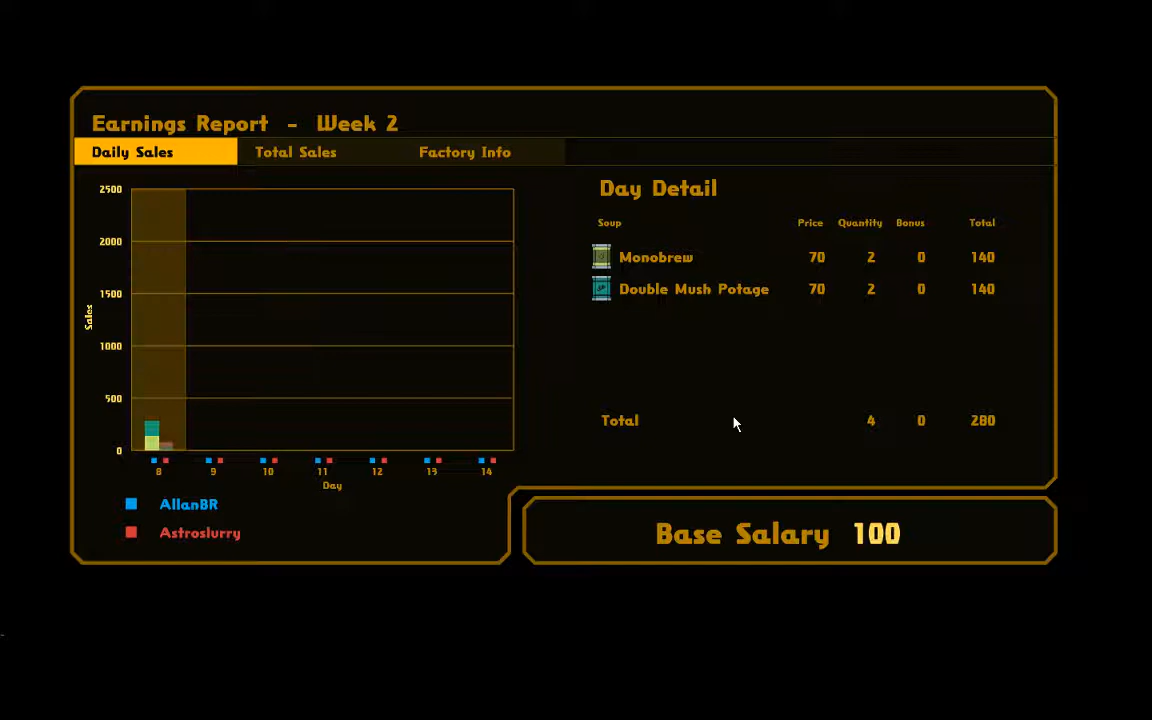 Earnings Report - Week 2
Daily Sales Total Sales Factory Info
2500
2000
1500
1000
500
0
Sales
8 9 10 11 12 13 14
Day
AllanBR
Astroslurry
Day Detail
Soup Price Quantity Bonus Total
Monobrew 70 2 0 140
Double Mush Potage 70 2 0 140
Total 4 0 280
Base Salary 100